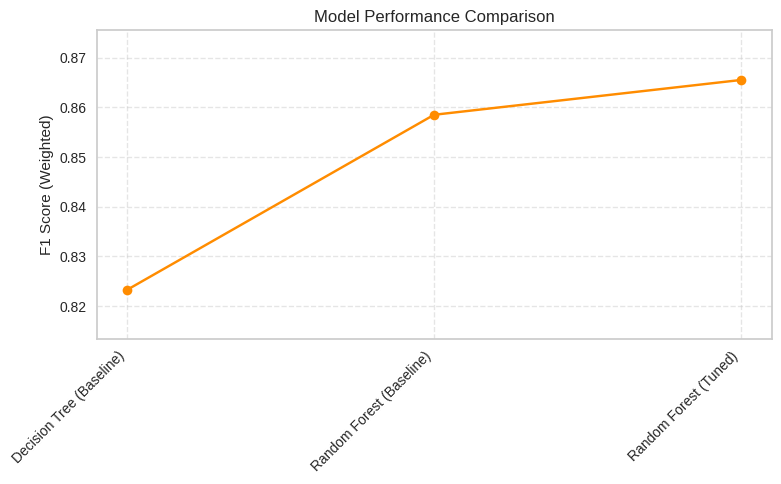 Model Performance Comparison
F1 Score (Weighted)
0.87
0.86
0.85
0.84
0.83
0.82
Decision Tree (Baseline)
Random Forest (Baseline)
Random Forest (Tuned)